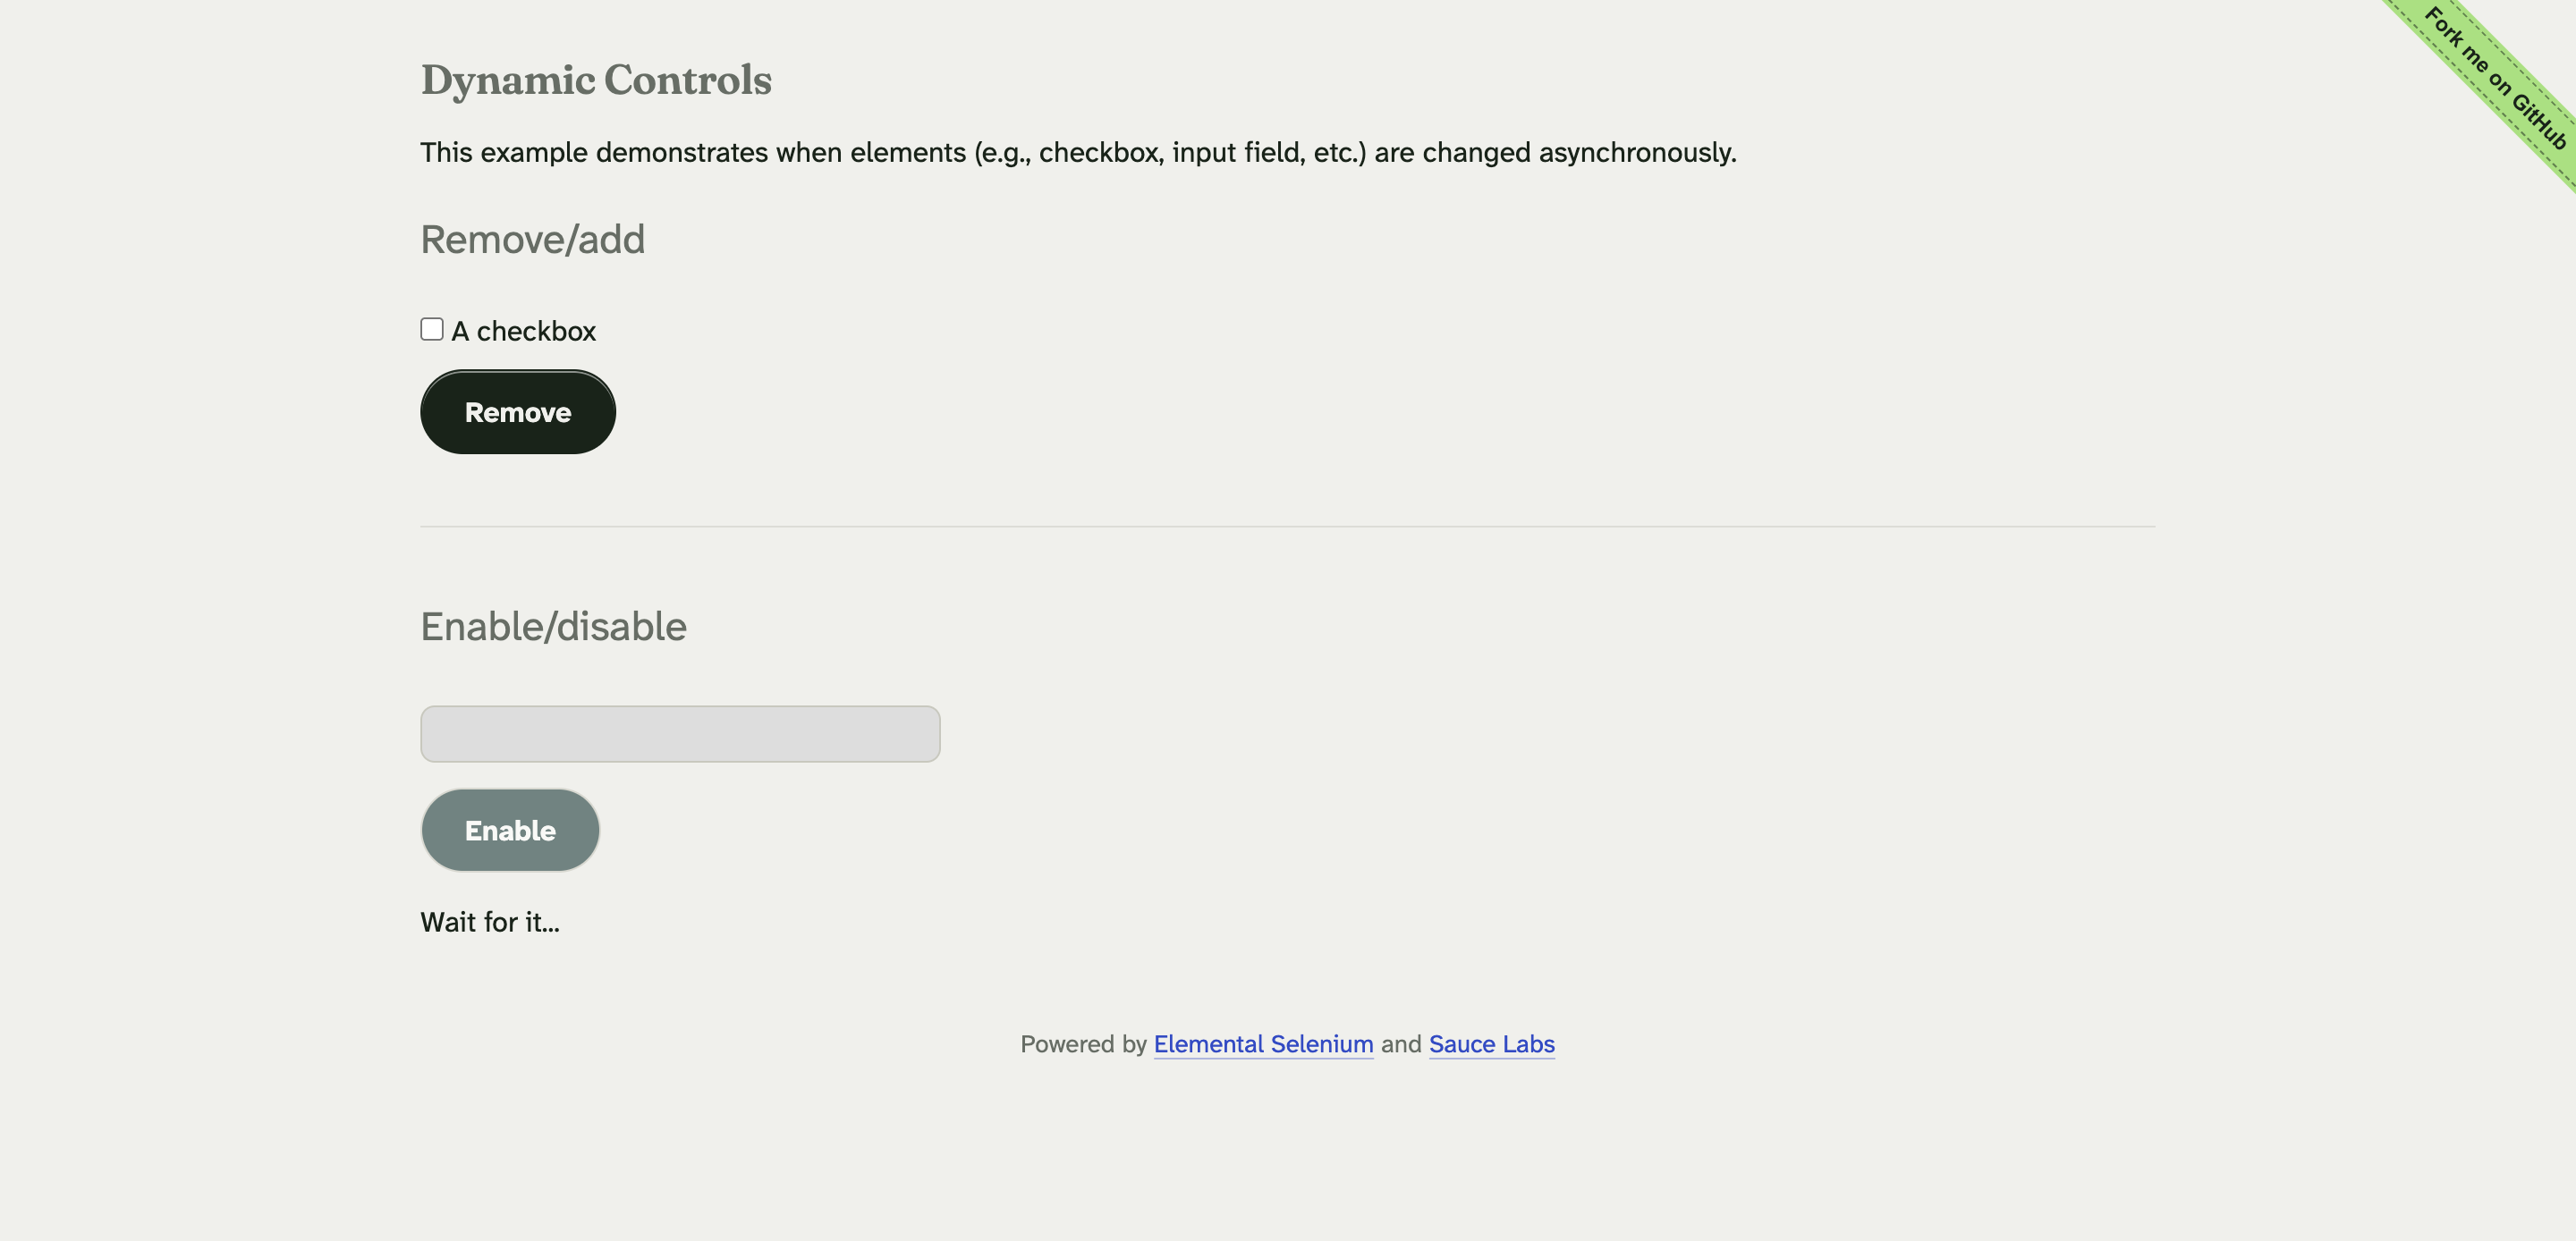 Fork me on GitHub
Dynamic Controls
This example demonstrates when elements (e.g., checkbox, input field, etc.) are changed asynchronously.
Remove/add
A checkbox
Remove
Enable/disable
Enable
Wait for it...
Powered by Elemental Selenium and Sauce Labs